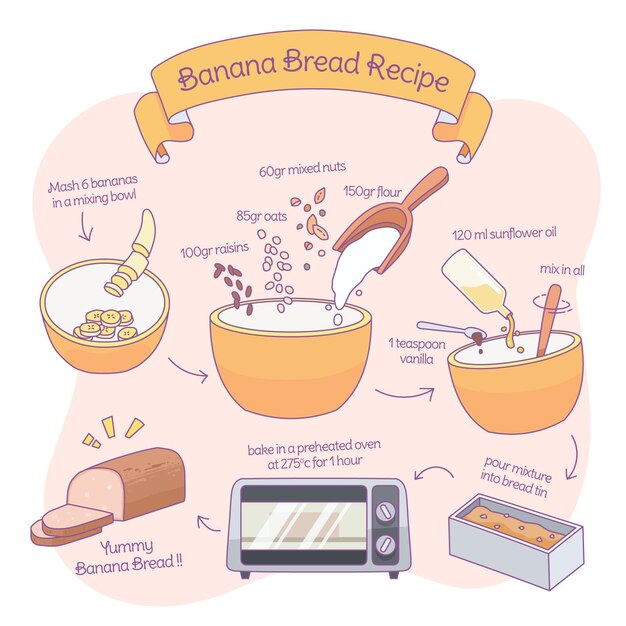 Banana Bread Recipe
Mash 6 bananas
in a mixing bowl
60gr mixed nuts
150gr flour
85gr oats
100gr raisins
120 ml sunflower oil
mix in all
1 teaspoon
vanilla
pour mixture
into bread tin
bake in a preheated oven
at 275°c for 1 hour
Yummy
Banana Bread !!